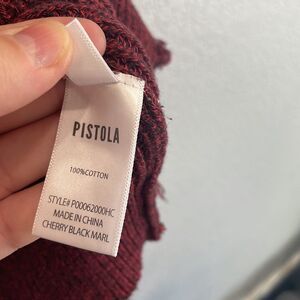 PISTOLA
100%COTTON
STYLE# P00062000HC
MADE IN CHINA
CHERRY BLACK MARL